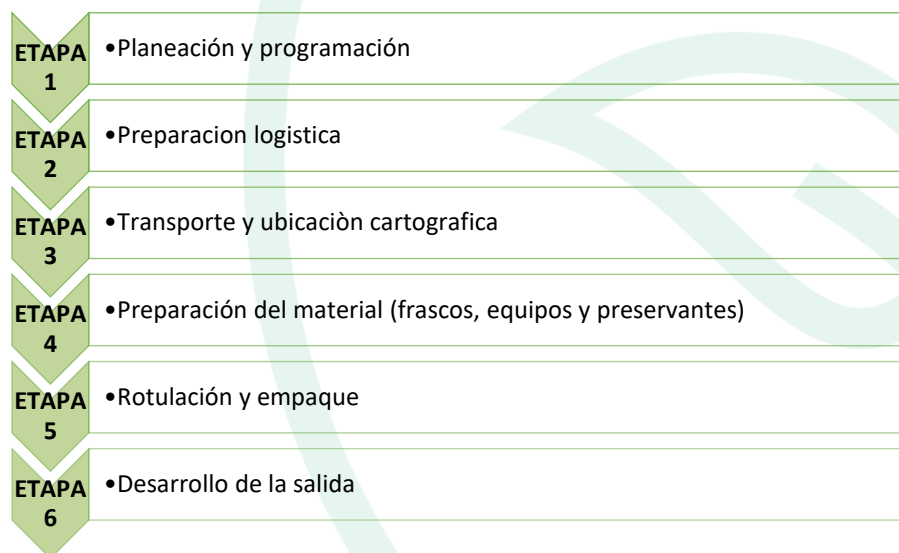 ETAPA
1
•Planeación y programación
ETAPA
2
•Preparacion logistica
ETAPA
3
•Transporte y ubicaciòn cartografica
ETAPA
4
•Preparación del material (frascos, equipos y preservantes)
ETAPA
5
•Rotulación y empaque
ETAPA
6
•Desarrollo de la salida